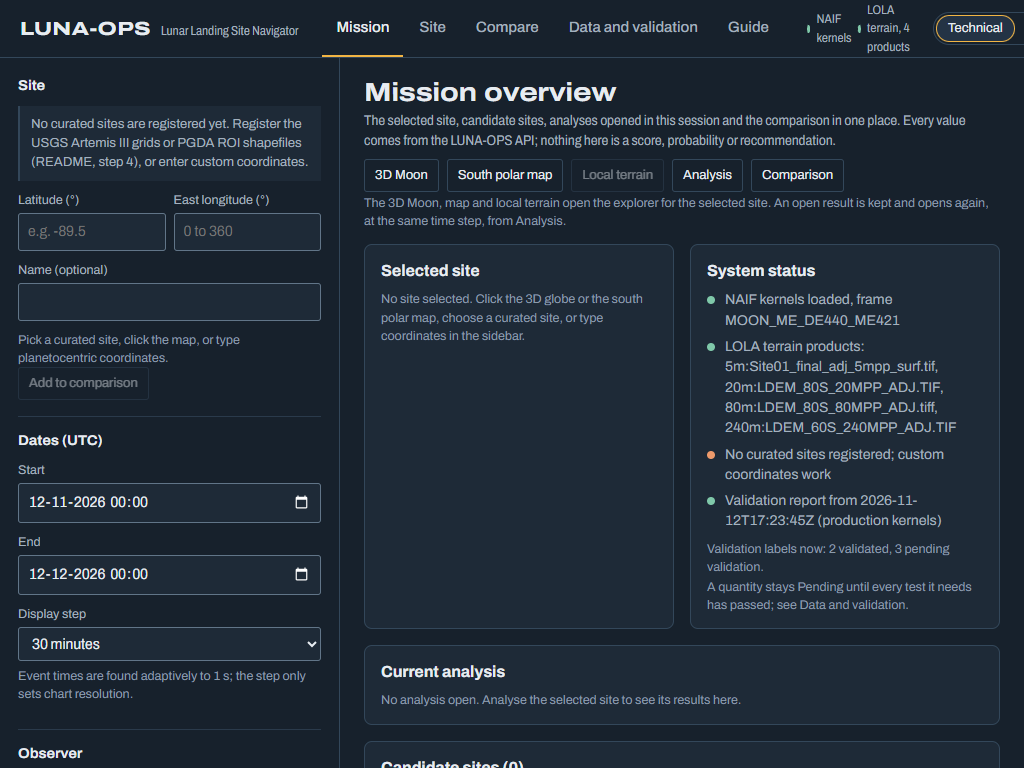 LUNA-OPS Lunar Landing Site Navigator
Mission
Site
Compare
Data and validation
Guide
NAIF
kernels
LOLA
terrain, 4
products
Technical
Site
No curated sites are registered yet. Register the
USGS Artemis III grids or PGDA ROI shapefiles
(README, step 4), or enter custom coordinates.
Latitude (°)
East longitude (°)
e.g. -89.5
0 to 360
Name (optional)
Pick a curated site, click the map, or type
planetocentric coordinates.
Add to comparison
Dates (UTC)
Start
12-11-2026 00:00
End
12-12-2026 00:00
Display step
30 minutes
Event times are found adaptively to 1 s; the step only
sets chart resolution.
Observer
Mission overview
The selected site, candidate sites, analyses opened in this session and the comparison in one place. Every value
comes from the LUNA-OPS API; nothing here is a score, probability or recommendation.
3D Moon
South polar map
Local terrain
Analysis
Comparison
The 3D Moon, map and local terrain open the explorer for the selected site. An open result is kept and opens again,
at the same time step, from Analysis.
Selected site
No site selected. Click the 3D globe or the south
polar map, choose a curated site, or type
coordinates in the sidebar.
System status
NAIF kernels loaded, frame
MOON_ME_DE440_ME421
LOLA terrain products:
5m:Site01_final_adj_5mpp_surf.tif,
20m:LDEM_80S_20MPP_ADJ.TIF,
80m:LDEM_80S_80MPP_ADJ.tiff,
240m:LDEM_60S_240MPP_ADJ.TIF
No curated sites registered; custom
coordinates work
Validation report from 2026-11-
12T17:23:45Z (production kernels)
Validation labels now: 2 validated, 3 pending
validation.
A quantity stays Pending until every test it needs
has passed; see Data and validation.
Current analysis
No analysis open. Analyse the selected site to see its results here.
Candidate sites (0)